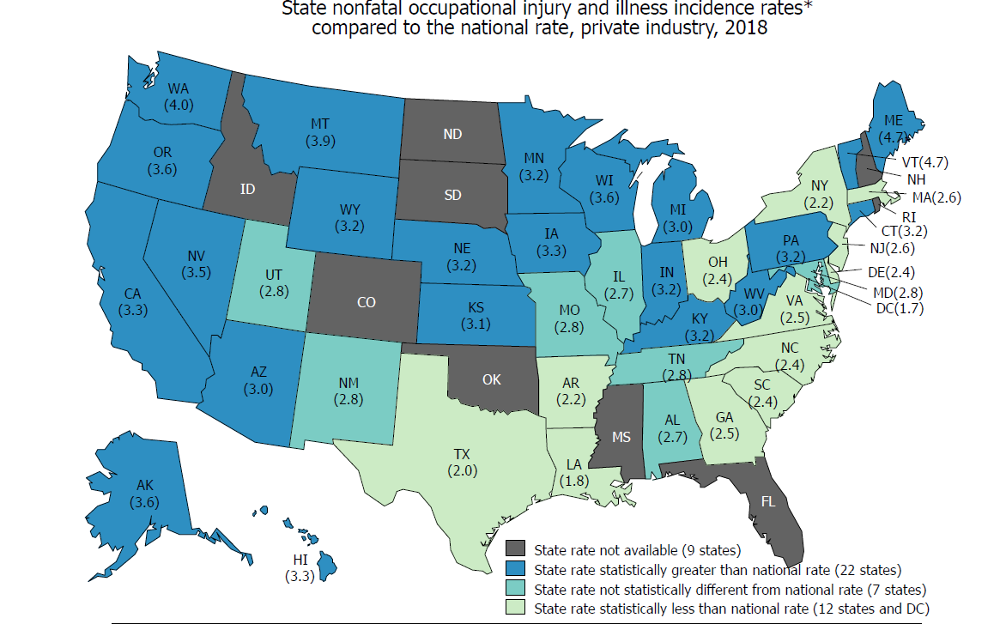 State nonfatal occupational injury and illness incidence rates*
compared to the national rate, private industry, 2018
WA
(4.0)
MT
(3.9)
ND
MN
(3.2)
ME
(4.7)
OR
(3.6)
ID
SD
WI
(3.6)
VT(4.7)
NH
NY
(2.2)
MA(2.6)
WY
(3.2)
MI
(3.0)
RI
CT(3.2)
IA
(3.3)
NE
(3.2)
PA
(3.2)
NJ(2.6)
NV
(3.5)
UT
(2.8)
IL
(2.7)
IN
(3.2)
OH
(2.4)
DE(2.4)
MD(2.8)
DC(1.7)
CA
(3.3)
CO
KS
(3.1)
MO
(2.8)
KY
(3.2)
WV
(3.0)
VA
(2.5)
AZ
(3.0)
NM
(2.8)
OK
AR
(2.2)
TN
(2.8)
NC
(2.4)
SC
(2.4)
MS
AL
(2.7)
GA
(2.5)
TX
(2.0)
LA
(1.8)
AK
(3.6)
FL
HI
(3.3)
State rate not available (9 states)
State rate statistically greater than national rate (22 states)
State rate not statistically different from national rate (7 states)
State rate statistically less than national rate (12 states and DC)